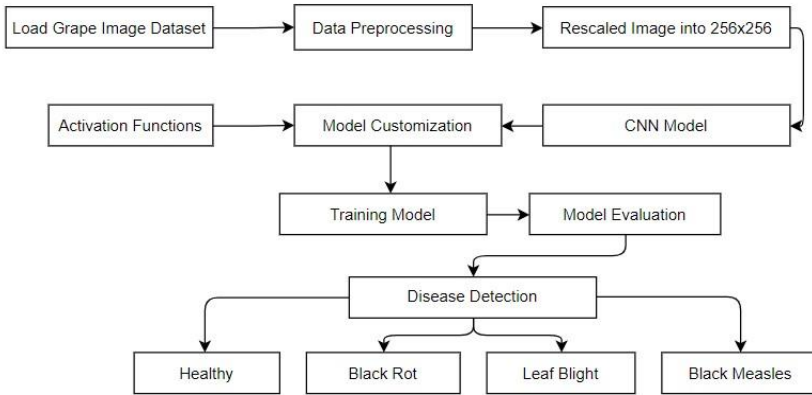 Load Grape Image Dataset
Data Preprocessing
Rescaled Image into 256x256
Activation Functions
Model Customization
CNN Model
Training Model
Model Evaluation
Disease Detection
Healthy
Black Rot
Leaf Blight
Black Measles